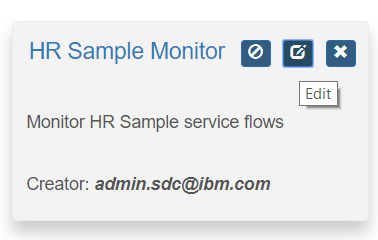 HR Sample Monitor
Edit
Monitor HR Sample service flows
Creator: admin.sdc@ibm.com